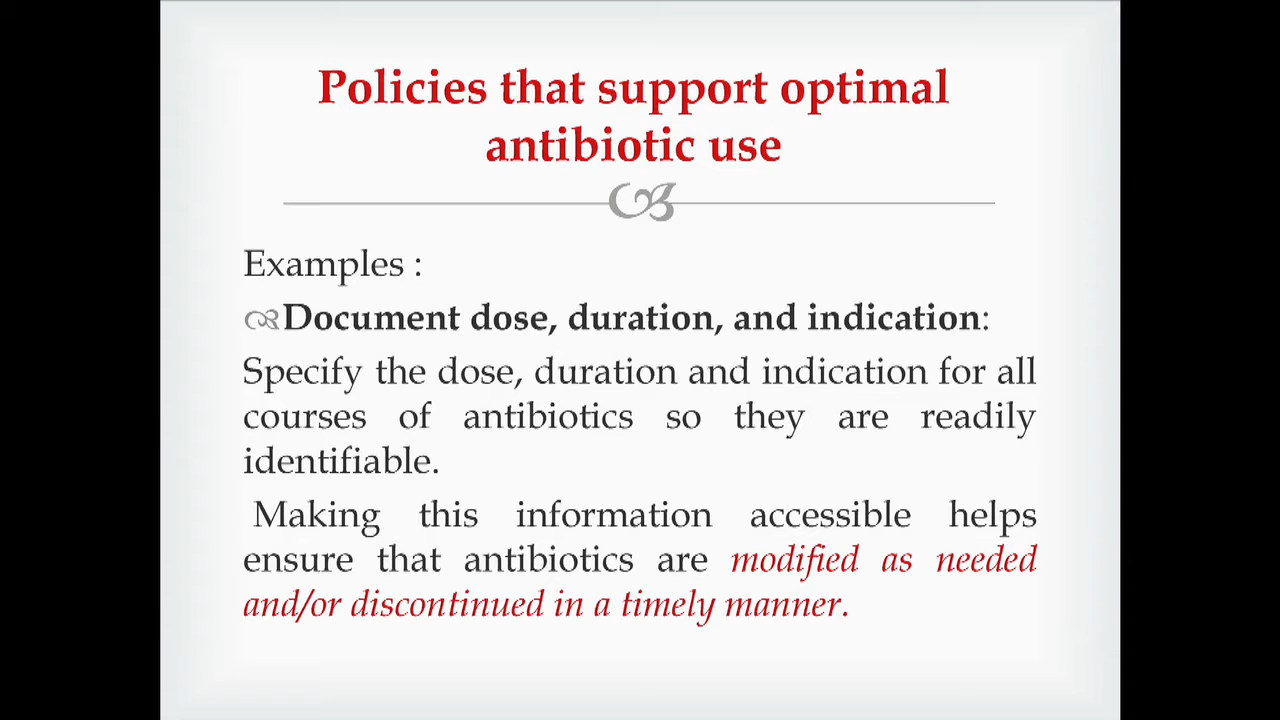 Policies that support optimal
antibiotic use
Examples :
Document dose, duration, and indication:
Specify the dose, duration and indication for all
courses of antibiotics so they are readily
identifiable.
Making this information accessible helps
ensure that antibiotics are modified as needed
and/or discontinued in a timely manner.